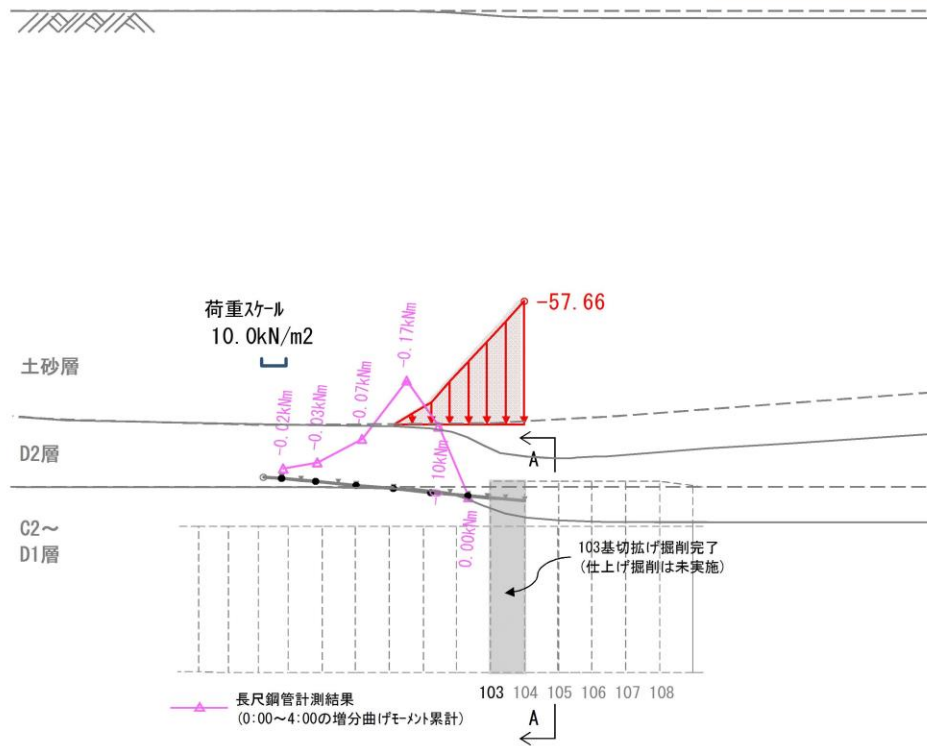 荷重スケール
10.0kN/m2
-57.66
土砂層
D2層
C2～
D1層
-0.02kNm
-0.03kNm
-0.07kNm
-0.17kNm
-0.10kNm
0.00kNm
A
103基切拡げ掘削完了
(仕上げ掘削は未実施)
103 104 105 106 107 108
長尺鋼管計測結果
(0:00～4:00の増分曲げモーメント累計)
A